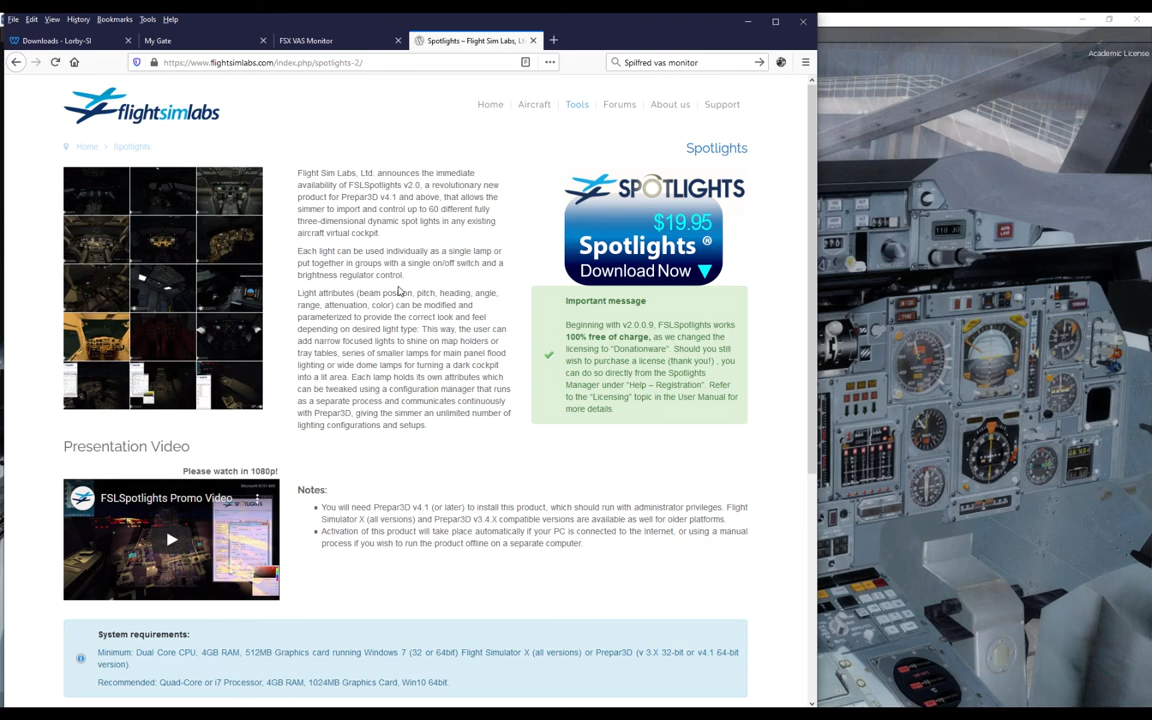 File Edit View History Bookmarks Tools Help
Downloads - Lorby-SI
My Gate
FSX VAS Monitor
Spotlights – Flight Sim Labs, Lt
https://www.flightsimlabs.com/index.php/spotlights-2/
Spilfred vas monitor
Academic License
flightsimlabs
Home Aircraft Tools Forums About us Support
Home > Spotlights
Spotlights
Flight Sim Labs, Ltd. announces the immediate
availability of FSLSpotlights v2.0, a revolutionary new
product for Prepar3D v4.1 and above, that allows the
simmer to import and control up to 60 different fully
three-dimensional dynamic spot lights in any existing
aircraft virtual cockpit.
Each light can be used individually as a single lamp or
put together in groups with a single on/off switch and a
brightness regulator control.
Light attributes (beam position, pitch, heading, angle,
range, attenuation, color) can be modified and
parameterized to provide the correct look and feel
depending on desired light type. This way, the user can
add narrow focused lights to shine on map holders or
tray tables, series of smaller lamps for main panel flood
lighting or wide dome lamps for turning a dark cockpit
into a lit area. Each lamp holds its own attributes which
can be tweaked using a configuration manager that runs
as a separate process and communicates continuously
with Prepar3D, giving the simmer an unlimited number of
lighting configurations and setups.
SPOTLIGHTS
$19.95
Spotlights ®
Download Now
Important message
Beginning with v2.0.0.9, FSLSpotlights works
100% free of charge, as we changed the
licensing to "Donationware". Should you still
wish to purchase a license (thank you!) , you
can do so directly from the Spotlights
Manager under "Help – Registration". Refer
to the "Licensing" topic in the User Manual for
more details.
Presentation Video
Please watch in 1080p!
FSLSpotlights Promo Video
Notes:
You will need Prepar3D v4.1 (or later) to install this product, which should run with administrator privileges. Flight
Simulator X (all versions) and Prepar3D v3.4.X compatible versions are available as well for older platforms.
Activation of this product will take place automatically if your PC is connected to the Internet, or using a manual
process if you wish to run the product offline on a separate computer.
System requirements:
Minimum: Dual Core CPU, 4GB RAM, 512MB Graphics card running Windows 7 (32 or 64bit) Flight Simulator X (all versions) or Prepar3D (v 3.X 32-bit or v4.1 64-bit
version).
Recommended: Quad-Core or i7 Processor, 4GB RAM, 1024MB Graphics Card, Win10 64bit.